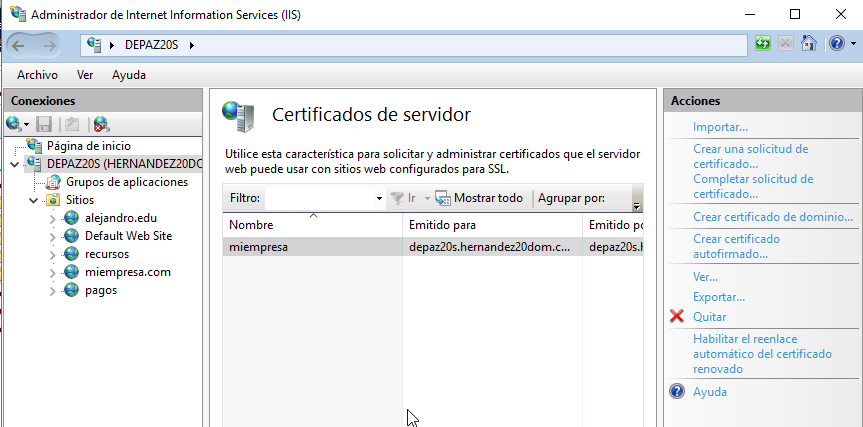 Administrador de Internet Information Services (IIS)
DEPAZ20S
Archivo Ver Ayuda
Conexiones
Página de inicio
DEPAZ20S (HERNANDEZ20DO
Grupos de aplicaciones
Sitios
alejandro.edu
Default Web Site
recursos
miempresa.com
pagos
Certificados de servidor
Utilice esta característica para solicitar y administrar certificados que el servidor
web puede usar con sitios web configurados para SSL.
Filtro: Ir Mostrar todo Agrupar por:
Nombre Emitido para Emitido po
miempresa depaz20s.hernandez20dom.c... depaz20s.h
Acciones
Importar...
Crear una solicitud de
certificado...
Completar solicitud de
certificado...
Crear certificado de dominio...
Crear certificado
autofirmado...
Ver...
Exportar...
Quitar
Habilitar el reenlace
automático del certificado
renovado
Ayuda